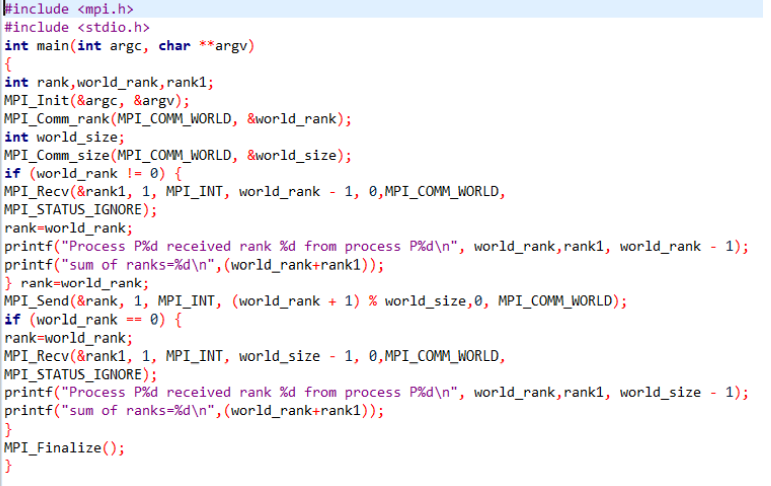 #include <mpi.h>
#include <stdio.h>
int main(int argc, char **argv)
{
int rank,world_rank,rank1;
MPI_Init(&argc, &argv);
MPI_Comm_rank(MPI_COMM_WORLD, &world_rank);
int world_size;
MPI_Comm_size(MPI_COMM_WORLD, &world_size);
if (world_rank != 0) {
MPI_Recv(&rank1, 1, MPI_INT, world_rank - 1, 0,MPI_COMM_WORLD,
MPI_STATUS_IGNORE);
rank=world_rank;
printf("Process P%d received rank %d from process P%d\n", world_rank,rank1, world_rank - 1);
printf("sum of ranks=%d\n",(world_rank+rank1));
} rank=world_rank;
MPI_Send(&rank, 1, MPI_INT, (world_rank + 1) % world_size,0, MPI_COMM_WORLD);
if (world_rank == 0) {
rank=world_rank;
MPI_Recv(&rank1, 1, MPI_INT, world_size - 1, 0,MPI_COMM_WORLD,
MPI_STATUS_IGNORE);
printf("Process P%d received rank %d from process P%d\n", world_rank,rank1, world_size - 1);
printf("sum of ranks=%d\n",(world_rank+rank1));
}
MPI_Finalize();
}